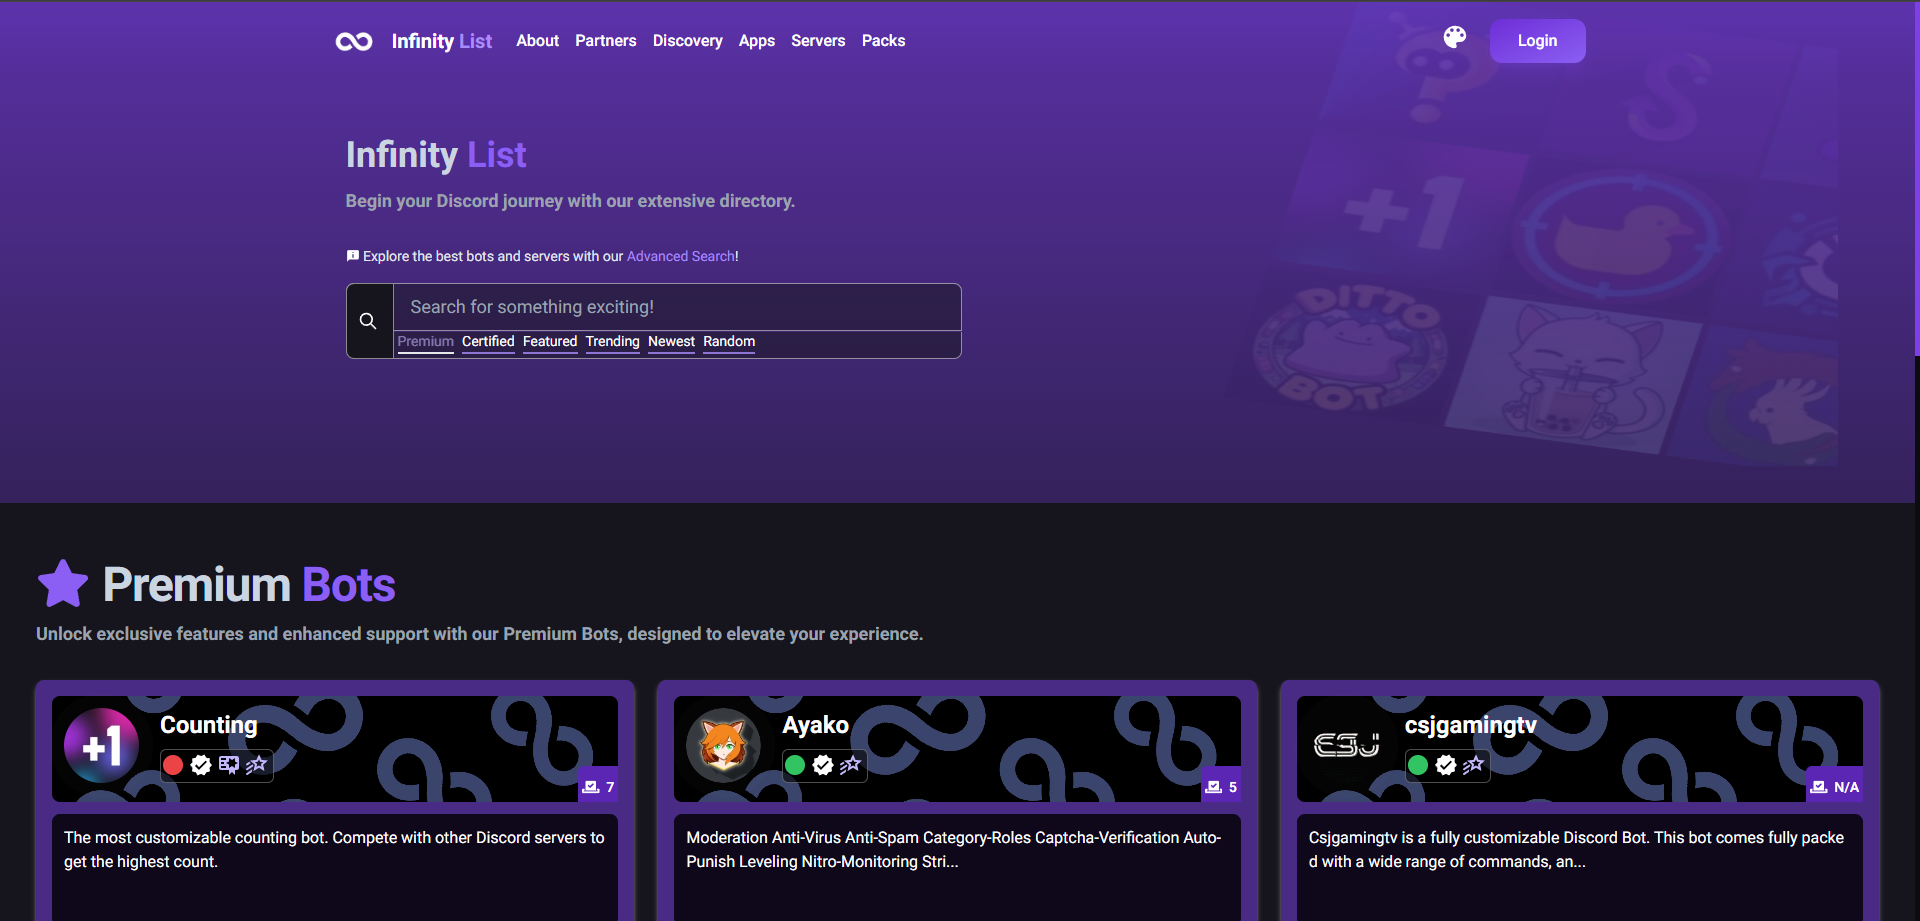 Infinity List About Partners Discovery Apps Servers Packs Login
Infinity List
Begin your Discord journey with our extensive directory.
Explore the best bots and servers with our Advanced Search!
Search for something exciting!
Premium Certified Featured Trending Newest Random
?
S
+1
DITTO
BOT
Premium Bots
Unlock exclusive features and enhanced support with our Premium Bots, designed to elevate your experience.
+1
Counting
7
The most customizable counting bot. Compete with other Discord servers to
get the highest count.
Ayako
5
Moderation Anti-Virus Anti-Spam Category-Roles Captcha-Verification Auto-
Punish Leveling Nitro-Monitoring Stri...
CSJ
csjgamingtv
N/A
Csjgamingtv is a fully customizable Discord Bot. This bot comes fully packe
d with a wide range of commands, an...